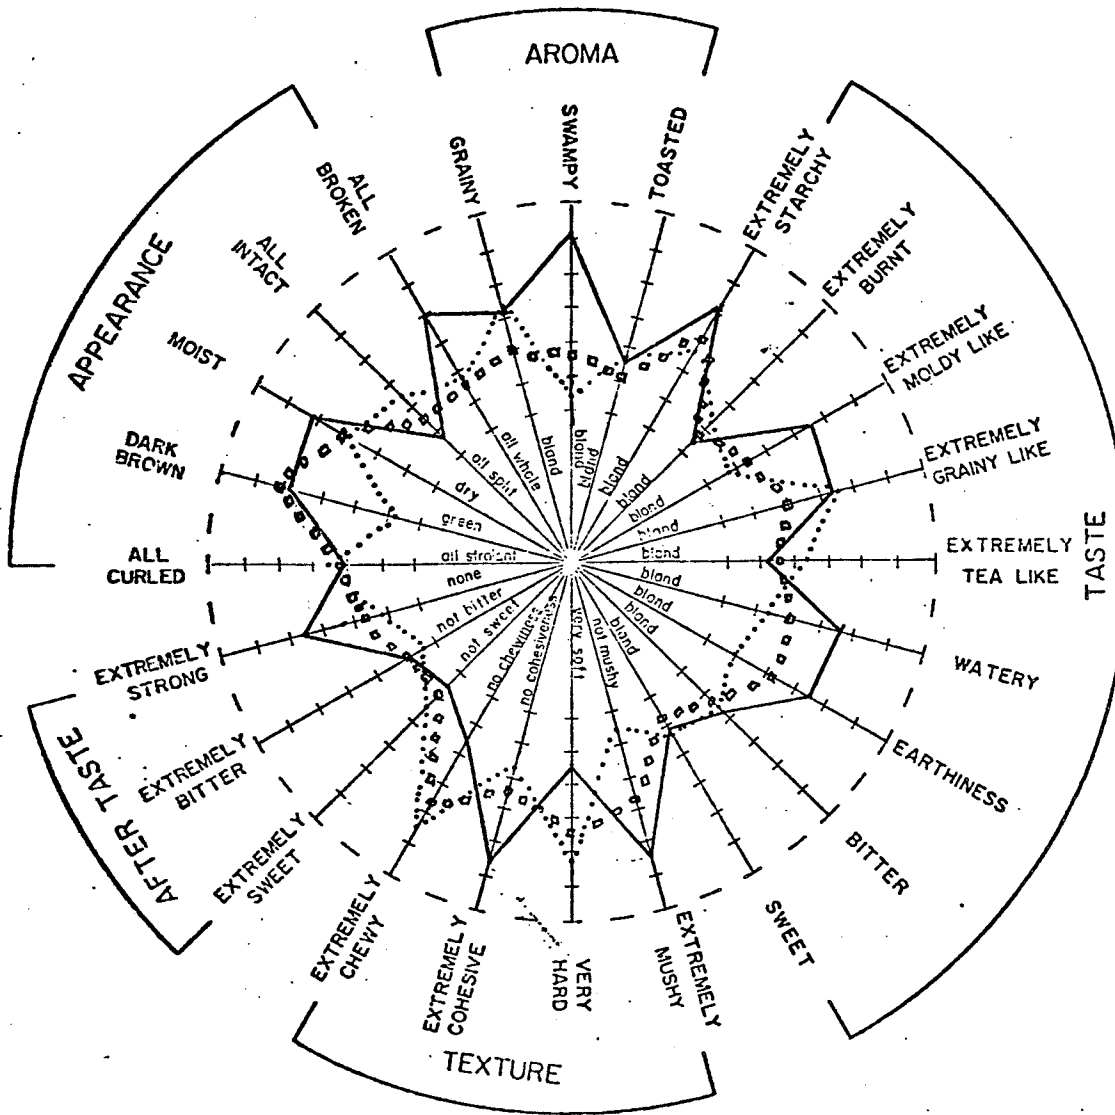 AROMA
SWAMPY
TOASTED
EXTREMELY
STARCHY
EXTREMELY
BURNT
EXTREMELY
MOLDY LIKE
EXTREMELY
GRAINY LIKE
EXTREMELY
TEA LIKE
TASTE
WATERY
EARTHINESS
BITTER
SWEET
EXTREMELY
MUSHY
VERY
HARD
EXTREMELY
COHESIVE
EXTREMELY
CHEWY
TEXTURE
EXTREMELY
SWEET
EXTREMELY
BITTER
AFTER TASTE
EXTREMELY
STRONG
ALL
CURLED
DARK
BROWN
MOIST
ALL
INTACT
ALL
BROKEN
APPEARANCE
GRAINY
bland
bland
bland
bland
bland
bland
bland
bland
bland
bland
bland
not mushy
very soft
no cohesiveness
no chewiness
not sweet
not bitter
none
all straight
green
dry
all split
all whole
bland